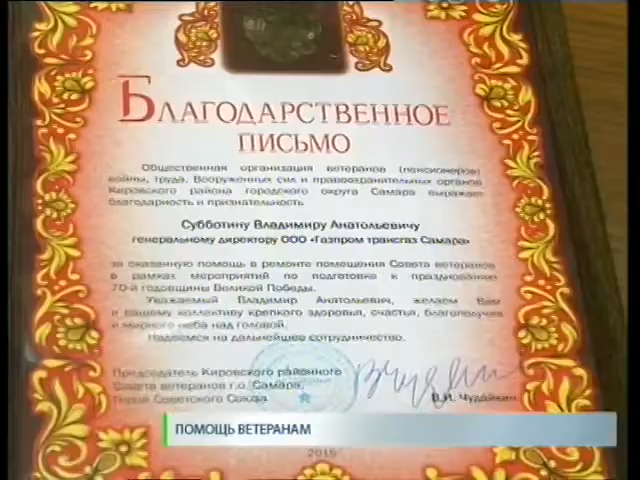 БЛАГОДАРСТВЕННОЕ
ПИСЬМО
Общественная организация ветеранов (пенсионеров)
войны, труда, Вооруженных сил и правоохранительных органов
Кировского района городского округа Самара выражает
благодарность и признательность
Субботину Владимиру Анатольевичу
генеральному директору ООО «Газпром трансгаз Самара»
за оказанную помощь в ремонте помещения Совета ветеранов
в рамках мероприятий по подготовке к празднованию
70-й годовщины Великой Победы.
Уважаемый Владимир Анатольевич, желаем Вам
и вашему коллективу крепкого здоровья, счастья, благополучия
и мирного неба над головой.
Надеемся на дальнейшее сотрудничество.
Председатель Кировского районного
Совета ветеранов г.о. Самара,
Герой Советского Союза
В.И. Чудайкин
ПОМОЩЬ ВЕТЕРАНАМ
2015